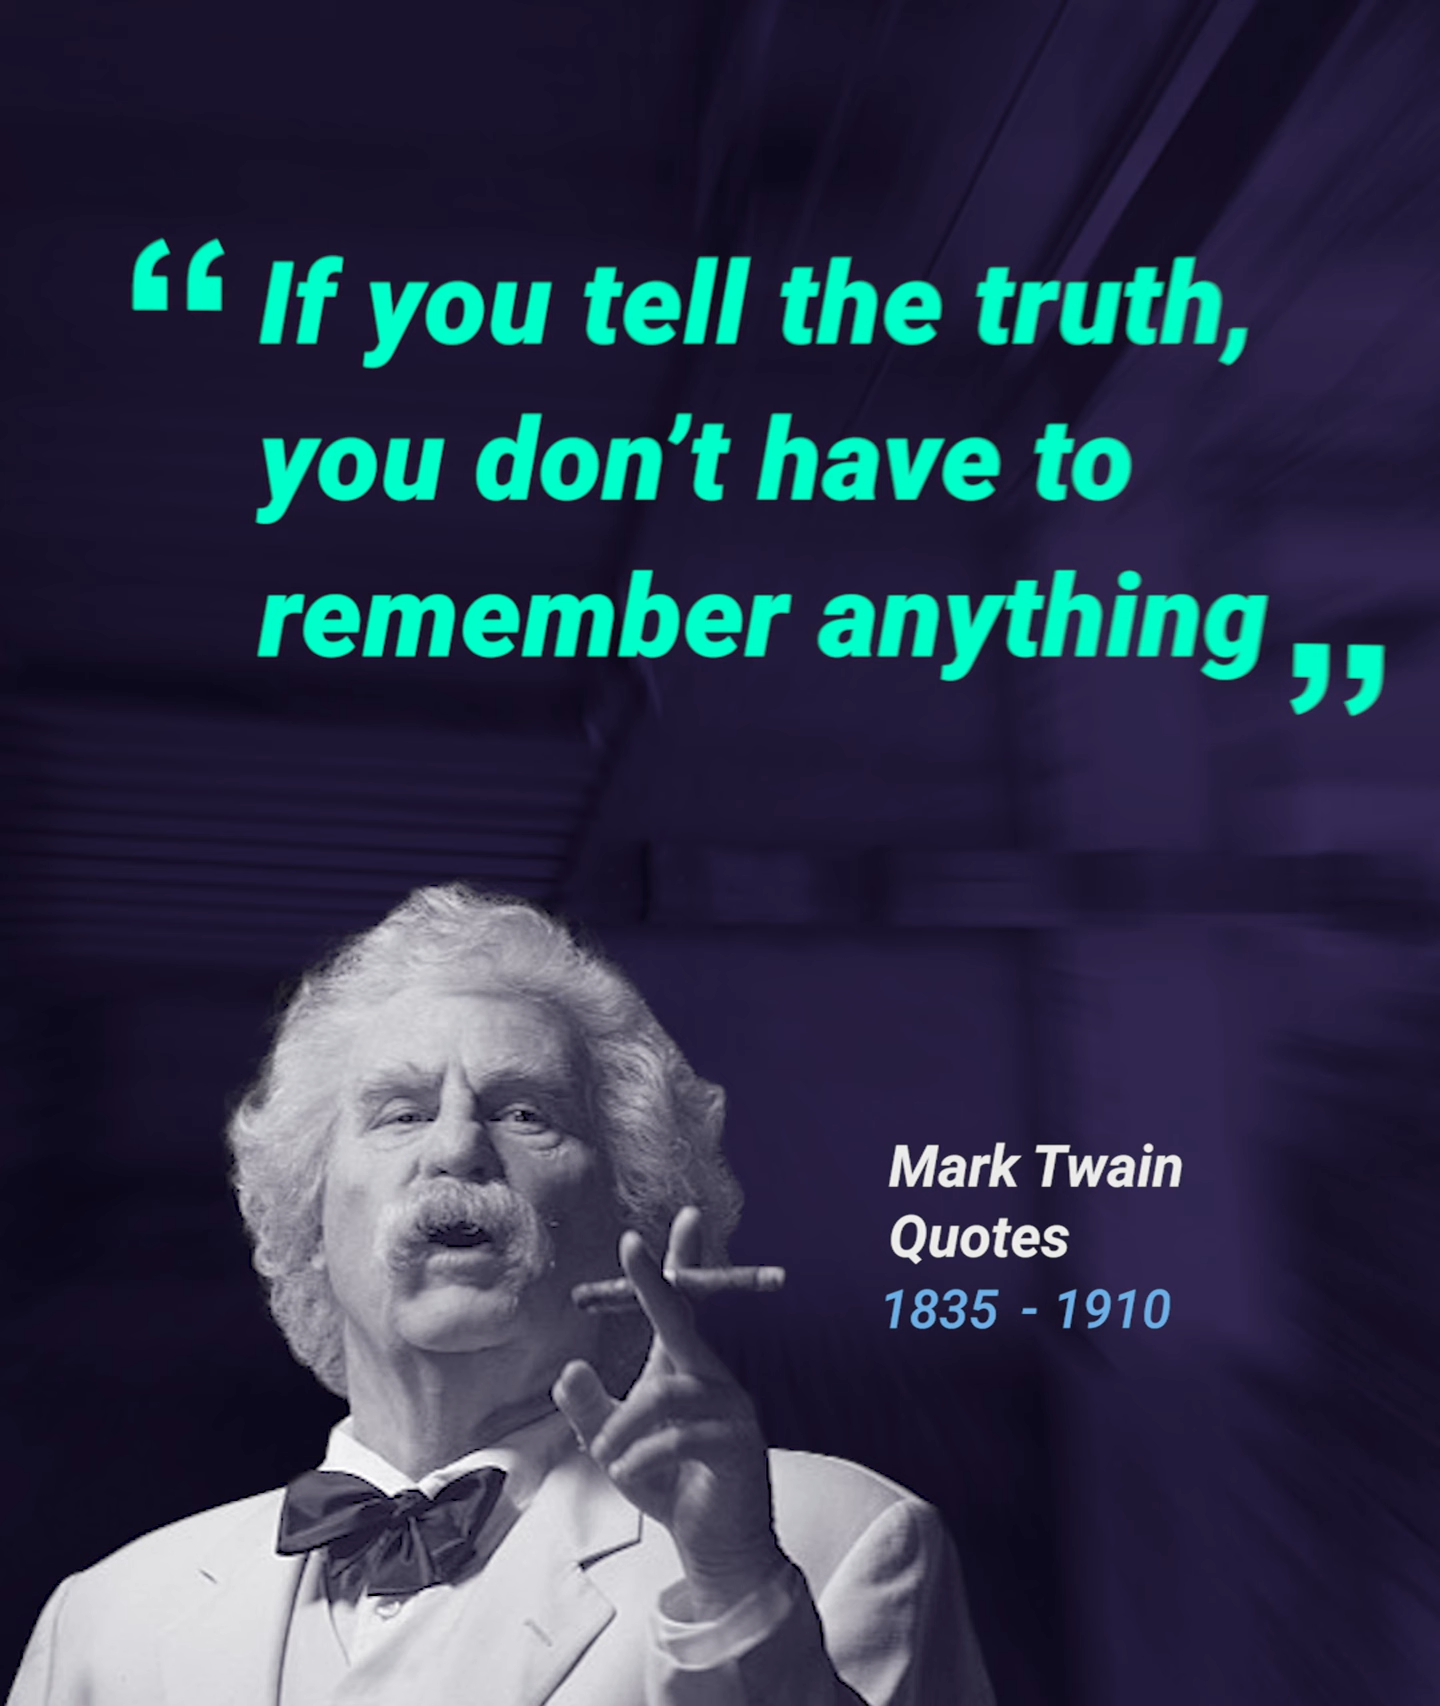 “ If you tell the truth,
you don’t have to
remember anything ”
Mark Twain
Quotes
1835 - 1910